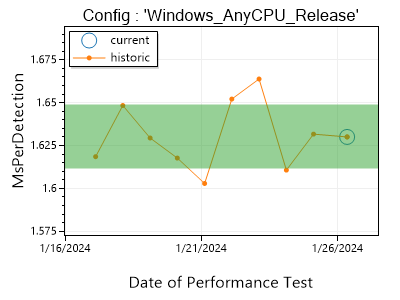 Config : 'Windows_AnyCPU_Release'
current
historic
MsPerDetection
1.675
1.65
1.625
1.6
1.575
1/16/2024
1/21/2024
1/26/2024
Date of Performance Test